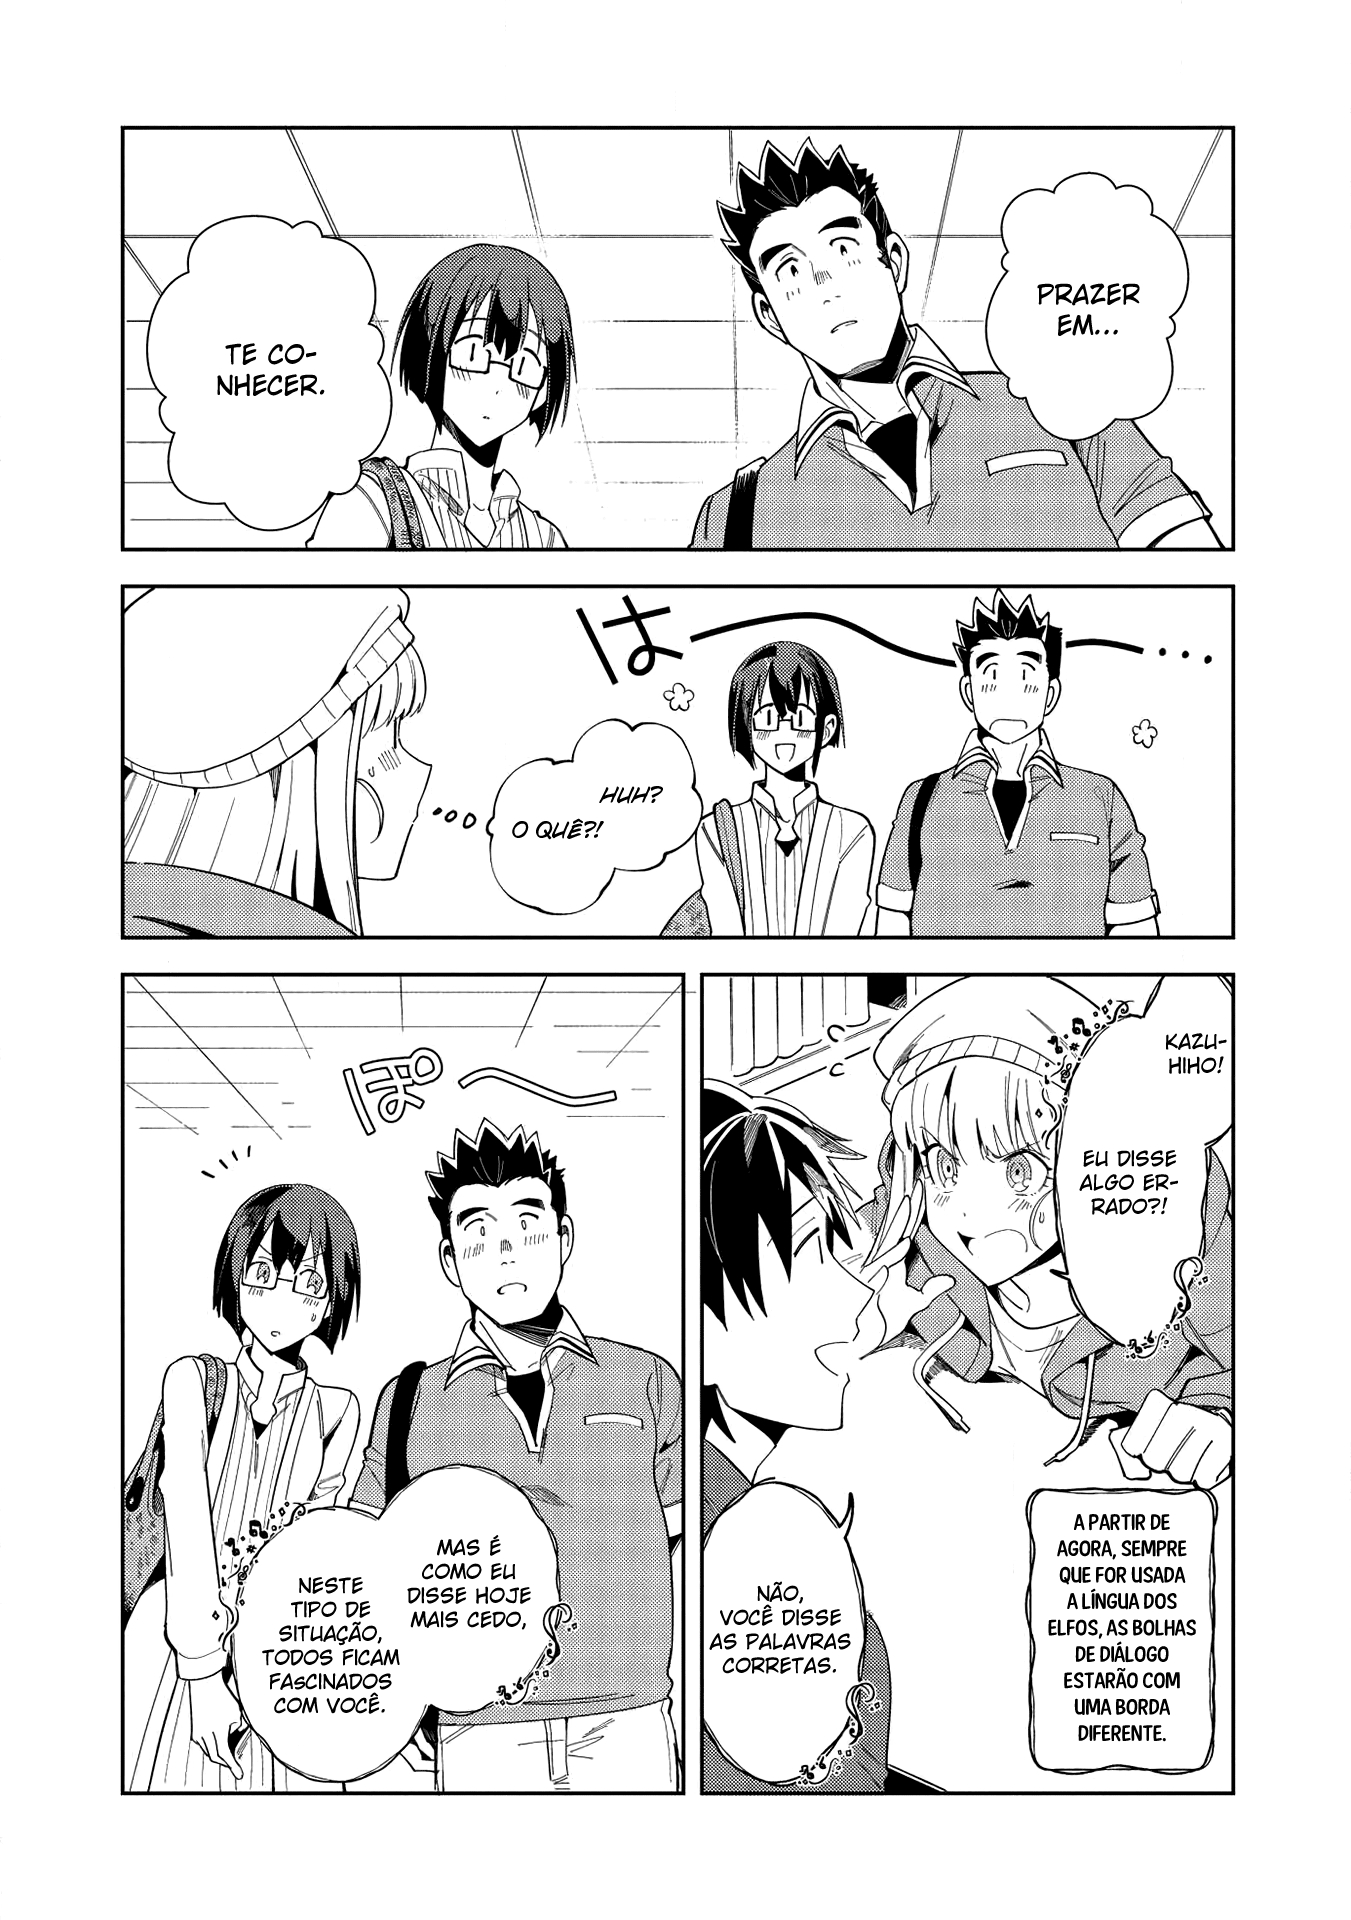 PRAZER
EM...
TE CO-
NHECER.
は
HUH?
O QUÊ?!
KAZU-
HIHO!
EU DISSE
ALGO ER-
RADO?!
A PARTIR DE
AGORA, SEMPRE
QUE FOR USADA
A LÍNGUA DOS
ELFOS, AS BOLHAS
DE DIÁLOGO
ESTARÃO COM
UMA BORDA
DIFERENTE.
NÃO,
VOCÊ DISSE
AS PALAVRAS
CORRETAS.
ぽ〜
MAS É
COMO EU
DISSE HOJE
MAIS CEDO,
NESTE
TIPO DE
SITUAÇÃO,
TODOS FICAM
FASCINADOS
COM VOCÊ.